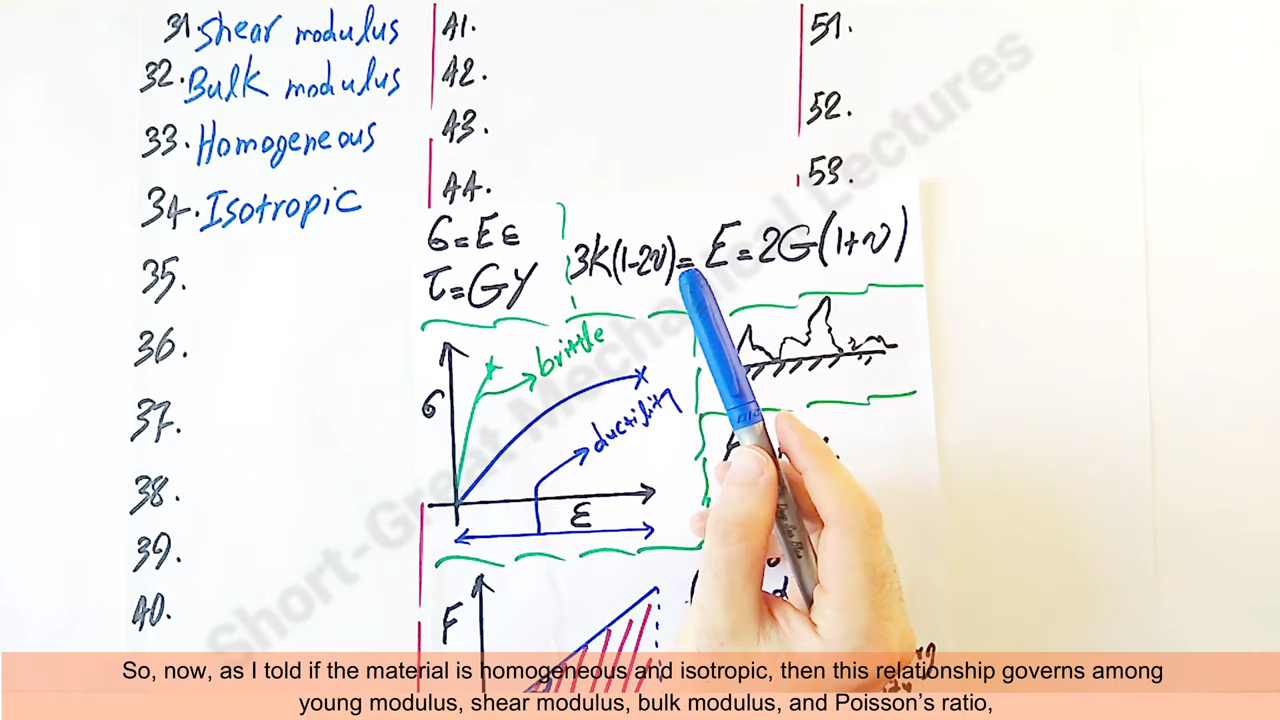 31. Shear modulus
32. Bulk modulus
33. Homogeneous
34. Isotropic
35.
36.
37.
38.
39.
40.
41.
42.
43.
44.
51.
52.
53.
σ=Eε
τ=Gγ
3K(1-2ν)=E=2G(1+ν)
σ
brittle
ductility
ε
F
Short-Great Mechanical Lectures
So, now, as I told if the material is homogeneous and isotropic, then this relationship governs among
young modulus, shear modulus, bulk modulus, and Poisson's ratio,